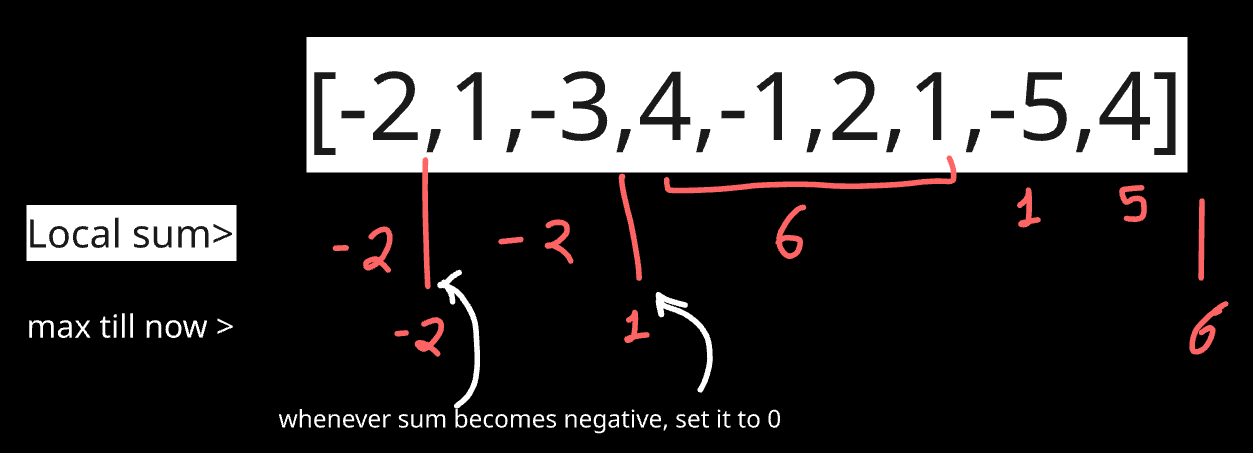 [-2,1,-3,4,-1,2,1,-5,4]
Local sum> -2 -2 6 1 5
max till now > -2 1 6
whenever sum becomes negative, set it to 0